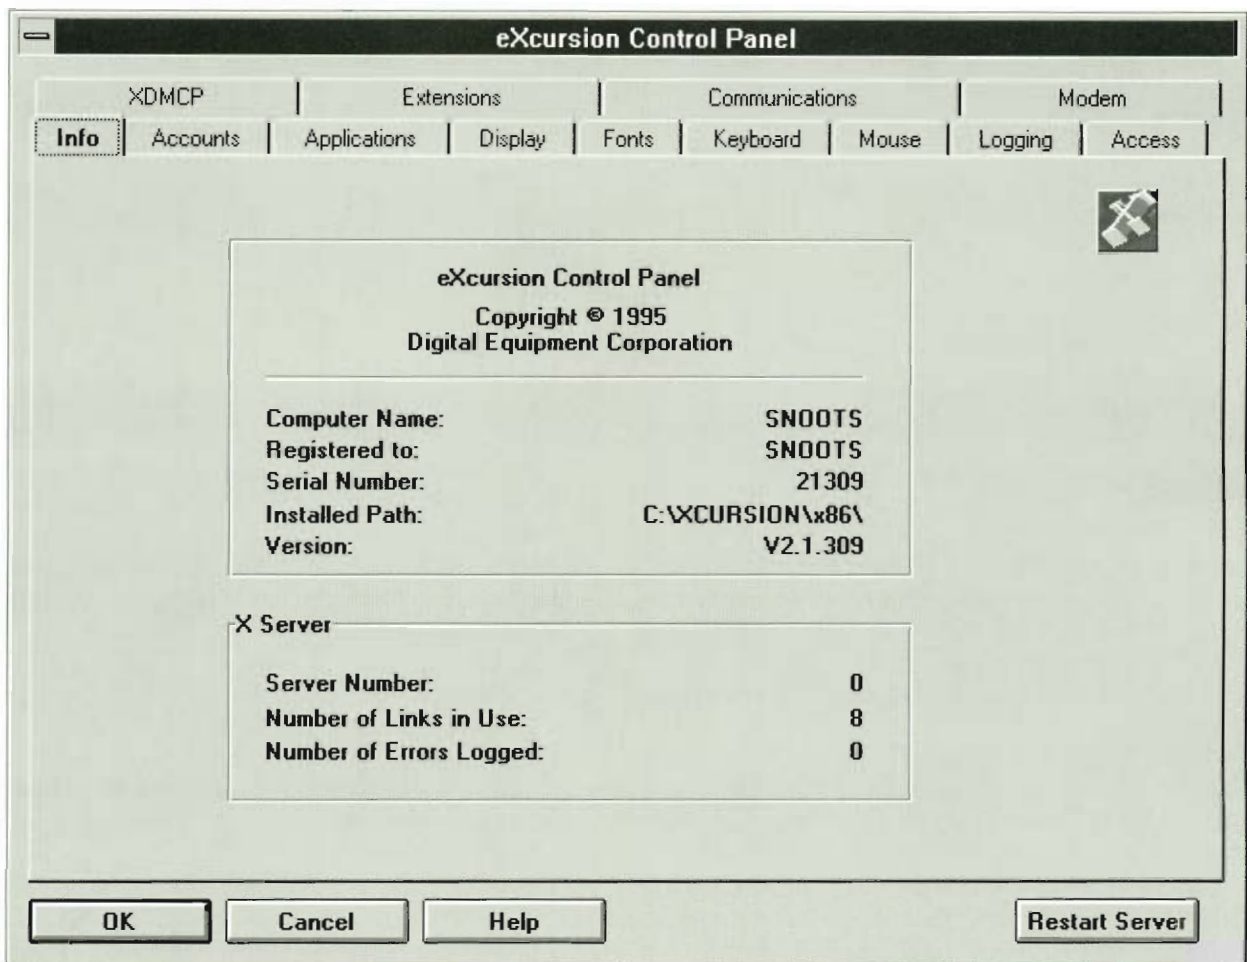 eXcursion Control Panel
XDMCP Extensions Communications Modem
Info Accounts Applications Display Fonts Keyboard Mouse Logging Access
eXcursion Control Panel
Copyright © 1995
Digital Equipment Corporation
Computer Name: SNOOTS
Registered to: SNOOTS
Serial Number: 21309
Installed Path: C:\XCURSION\x86\
Version: V2.1.309
X Server
Server Number: 0
Number of Links in Use: 8
Number of Errors Logged: 0
OK Cancel Help Restart Server